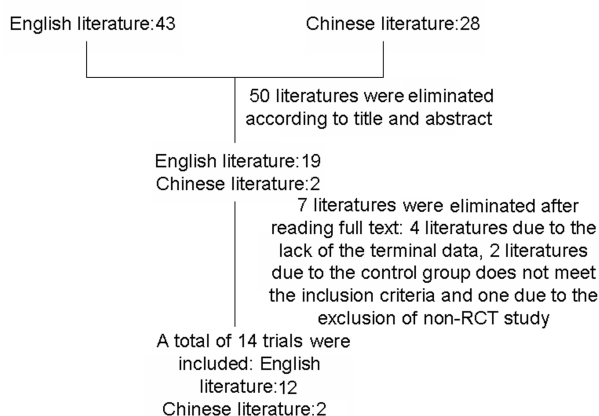 English literature:43
Chinese literature:28
50 literatures were eliminated
according to title and abstract
English literature:19
Chinese literature:2
7 literatures were eliminated after
reading full text: 4 literatures due to the
lack of the terminal data, 2 literatures
due to the control group does not meet
the inclusion criteria and one due to the
exclusion of non-RCT study
A total of 14 trials were
included: English
literature:12
Chinese literature:2